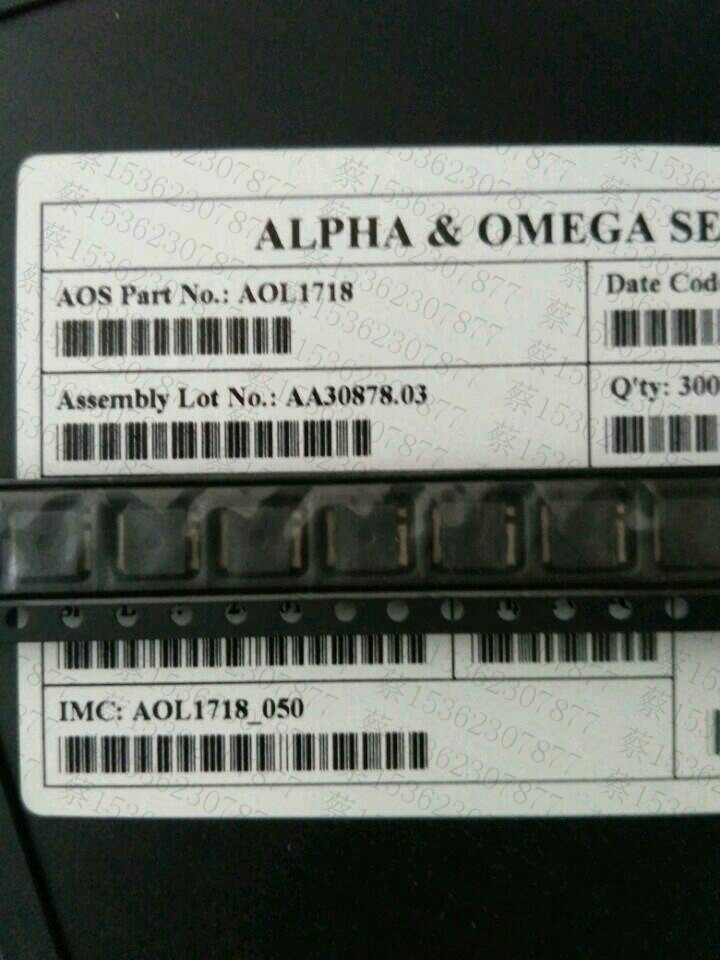 ALPHA & OMEGA SE
AOS Part No.: AOL1718
Date Cod
Assembly Lot No.: AA30878.03
Q'ty: 300
IMC: AOL1718_050
蔡15362307877